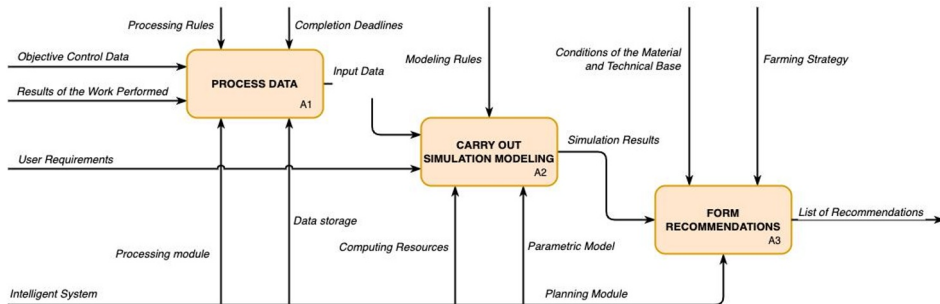 Processing Rules
Completion Deadlines
Objective Control Data
Results of the Work Performed
PROCESS DATA
A1
Input Data
Modeling Rules
Conditions of the Material
and Technical Base
Farming Strategy
User Requirements
CARRY OUT
SIMULATION MODELING
A2
Simulation Results
FORM
RECOMMENDATIONS
A3
List of Recommendations
Data storage
Processing module
Computing Resources
Parametric Model
Intelligent System
Planning Module